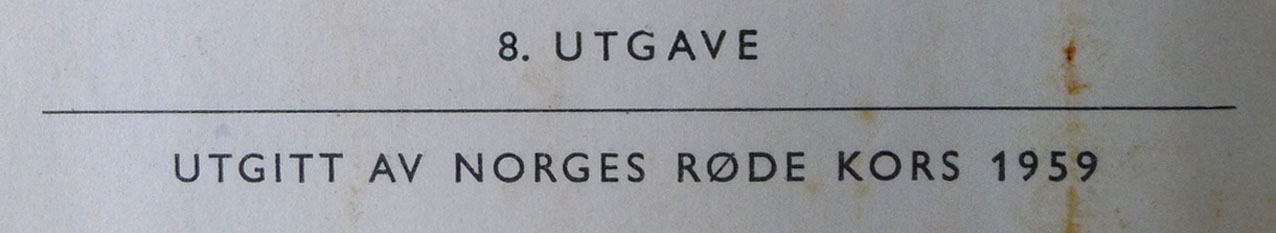 8. UTGAVE
UTGITT AV NORGES RØDE KORS 1959